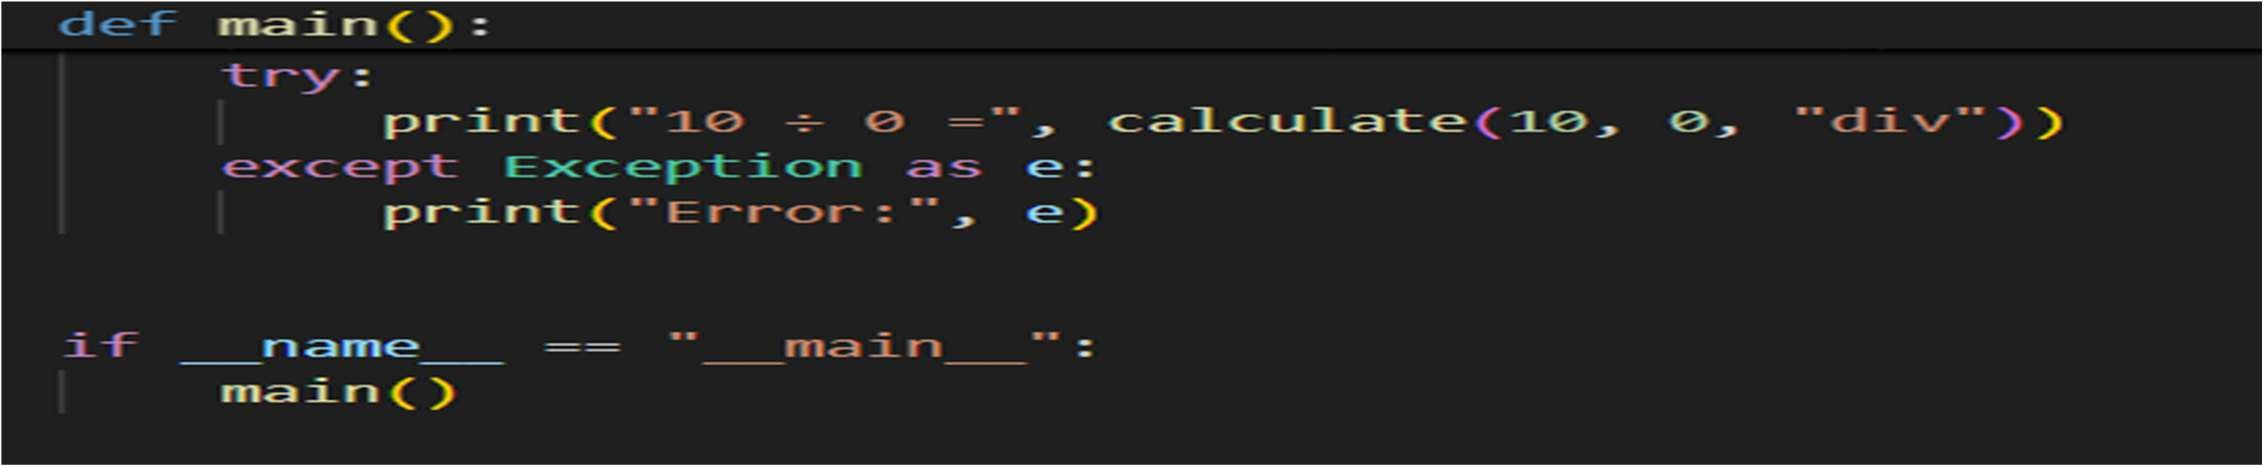 def main():
try:
print("10 ÷ 0 =", calculate(10, 0, "div"))
except Exception as e:
print("Error:", e)
if __name__ == "__main__":
main()